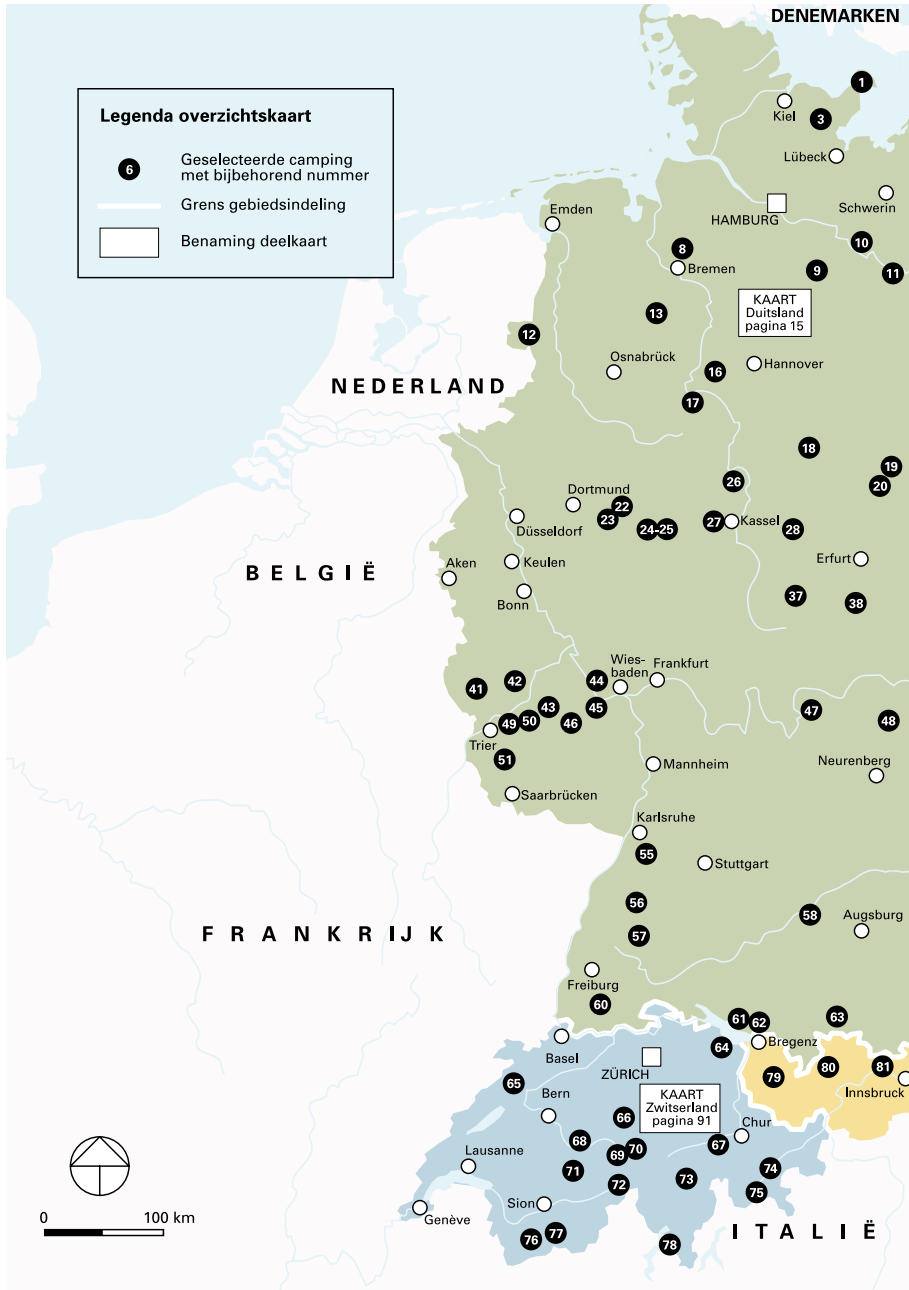 DENEMARKEN
1
Legenda overzichtskaart
Kiel
3
6
Geselecteerde camping
met bijbehorend nummer
Lübeck
Grens gebiedsindeling
Schwerin
Emden
HAMBURG
Benaming deelkaart
8
10
Bremen
9
11
KAART
Duitsland
pagina 15
13
12
Osnabrück
16
Hannover
NEDERLAND
17
18
19
26
20
Dortmund
22
23
Düsseldorf
24-25
27
Kassel
28
Keulen
Erfurt
Aken
BELGIË
Bonn
37
38
Wies-
baden
Frankfurt
41
42
44
43
45
47
49
50
46
48
Trier
51
Mannheim
Neurenberg
Saarbrücken
Karlsruhe
55
Stuttgart
56
58
Augsburg
FRANKRIJK
57
Freiburg
60
61
62
63
Bregenz
Basel
64
ZÜRICH
79
80
81
65
Innsbruck
Bern
KAART
Zwitserland
pagina 91
66
Chur
68
67
69
70
Lausanne
71
74
72
73
75
Sion
0
100 km
Genève
76
77
78
ITALIË